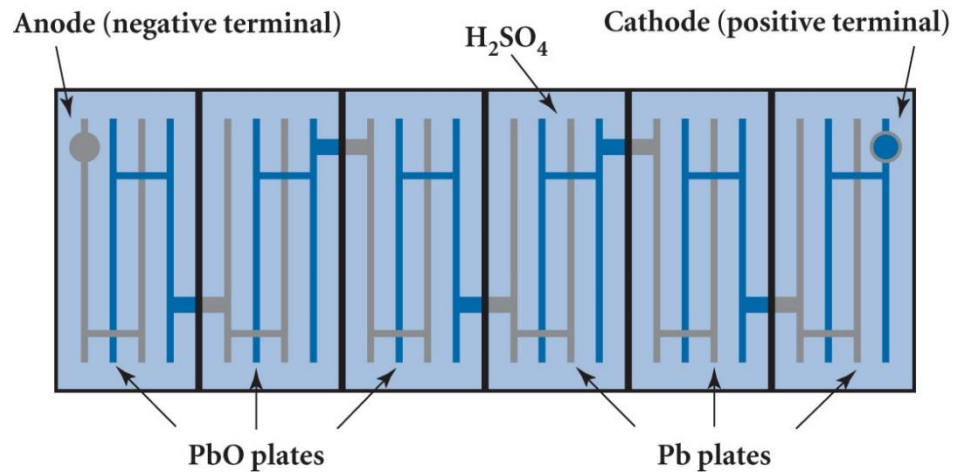 Anode (negative terminal)
H₂SO₄
Cathode (positive terminal)
PbO plates
Pb plates